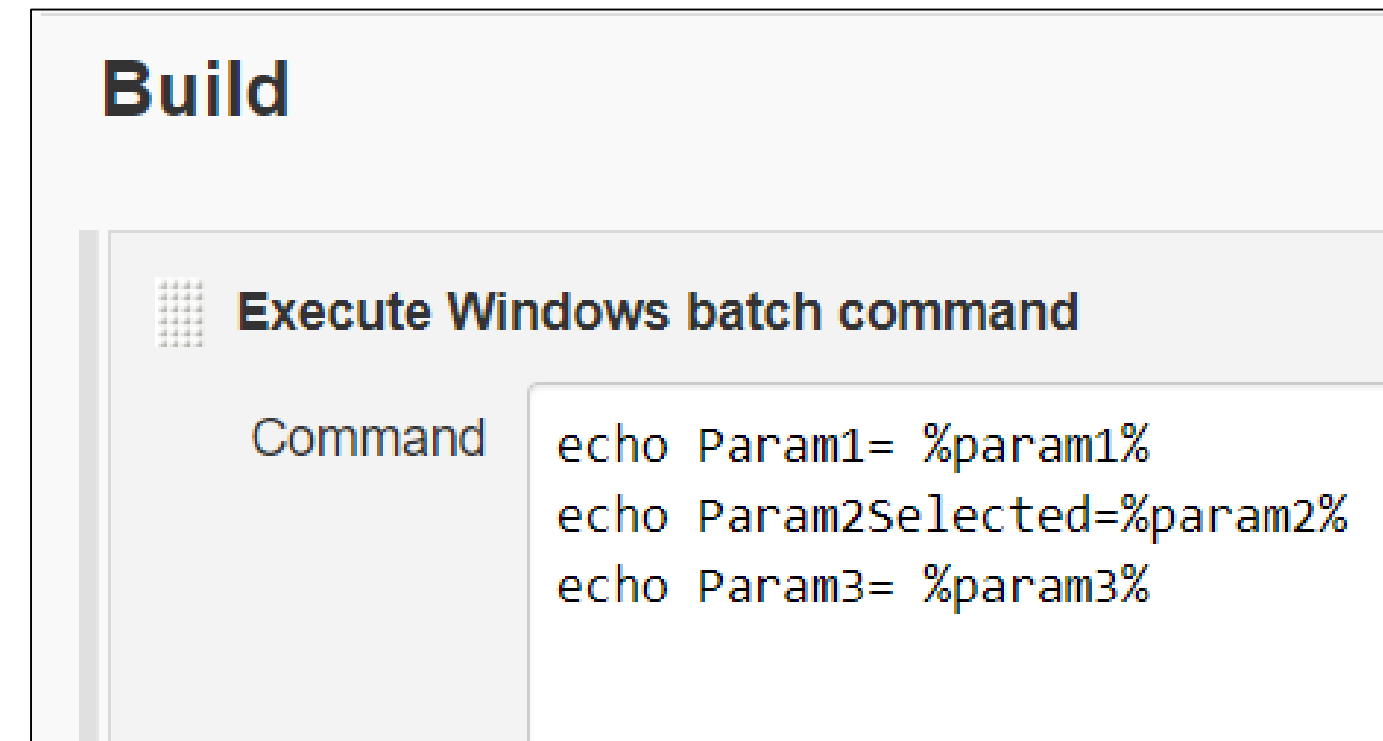 Build
Execute Windows batch command
Command
echo Param1= %param1%
echo Param2Selected=%param2%
echo Param3= %param3%